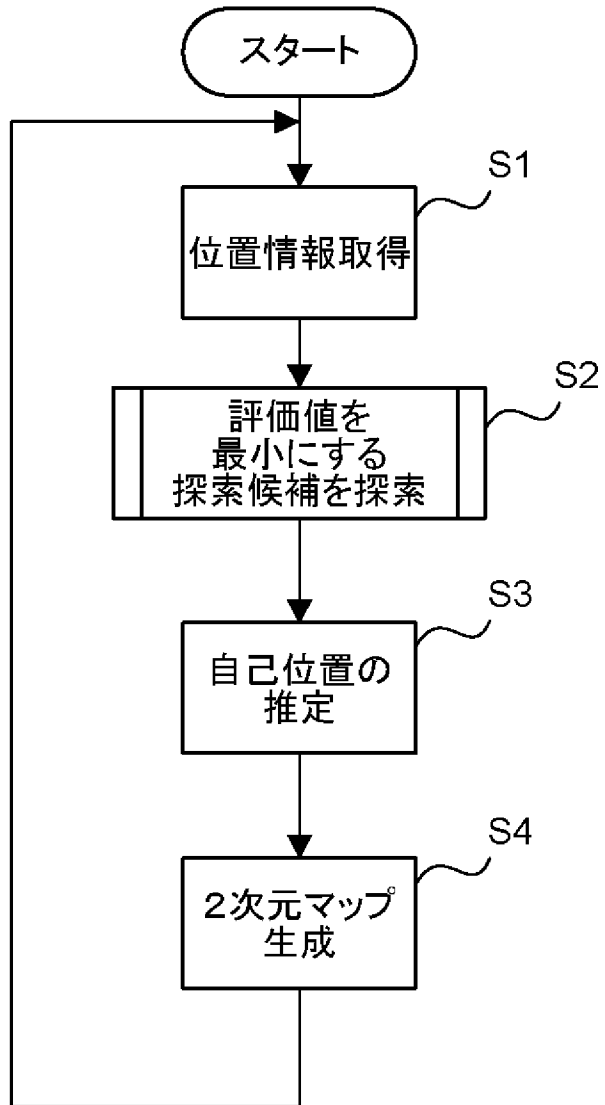 スタート
S1
位置情報取得
S2
評価値を
最小にする
探索候補を探索
S3
自己位置の
推定
S4
２次元マップ
生成